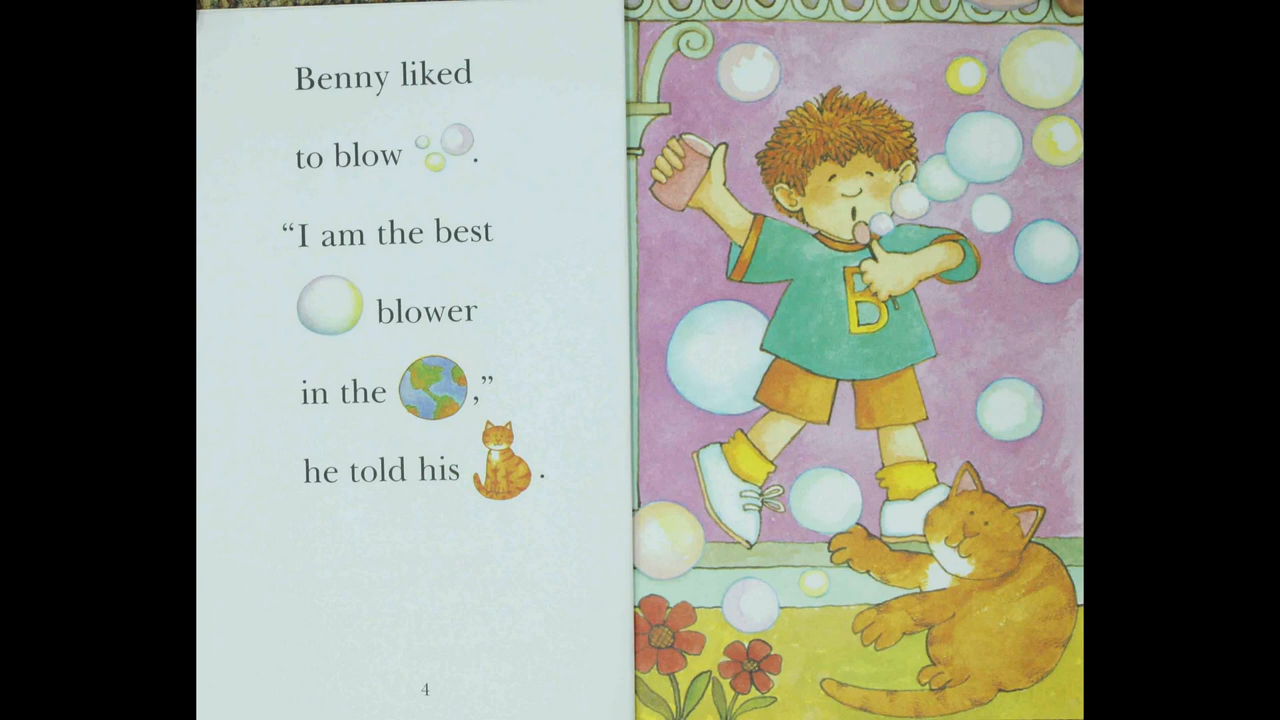 Benny liked
to blow .
“I am the best
blower
in the ,”
he told his .
4
B